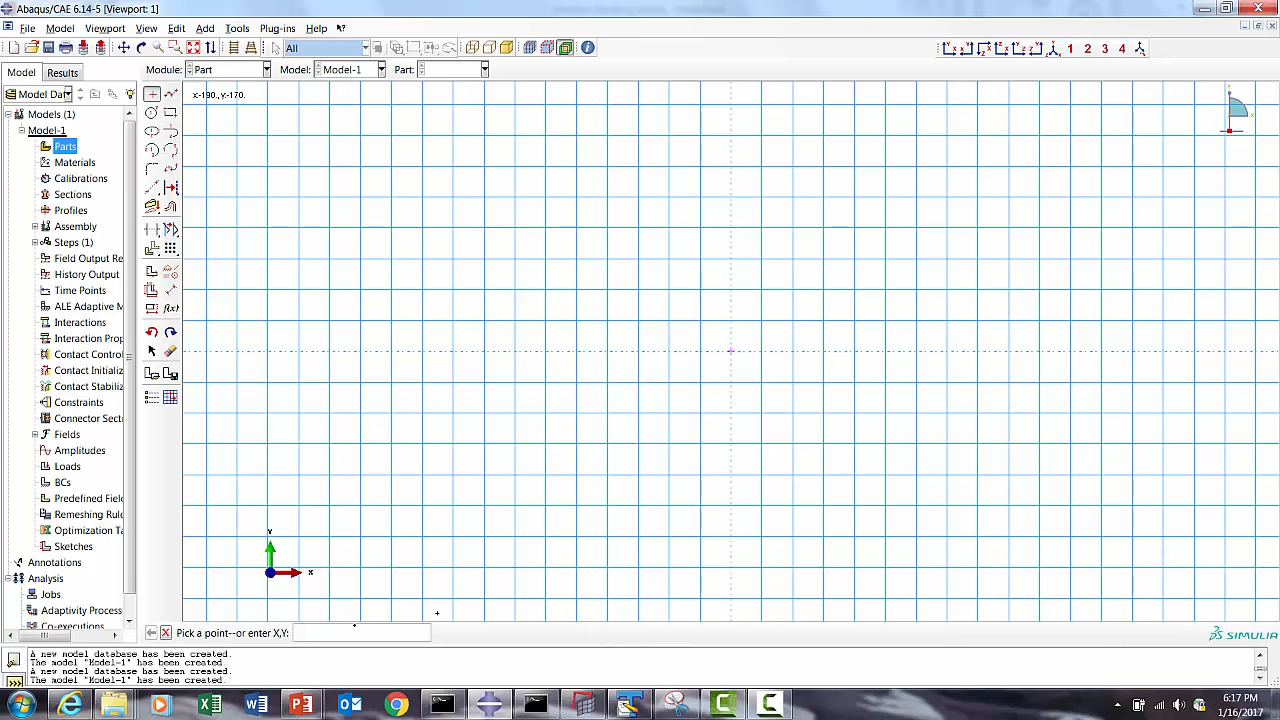 Abaqus/CAE 6.14-5 [Viewport: 1]
File Model Viewport View Edit Add Tools Plug-ins Help
All
1 2 3 4
Model Results Module: Part Model: Model-1 Part:
Model Da
x:-190.,y:-170.
Models (1)
Model-1
Parts
Materials
Calibrations
Sections
Profiles
Assembly
Steps (1)
Field Output Re
History Output
Time Points
ALE Adaptive M
Interactions
Interaction Prop
Contact Control
Contact Initializ
Contact Stabiliz
Constraints
Connector Sect
Fields
Amplitudes
Loads
BCs
Predefined Field
Remeshing Rule
Optimization Ta
Sketches
Annotations
Analysis
Jobs
Adaptivity Process
Co-executions
f(x)
Y
X
Pick a point--or enter X,Y:
SIMULIA
A new model database has been created.
The model "Model-1" has been created.
A new model database has been created.
The model "Model-1" has been created.
6:17 PM
1/16/2017